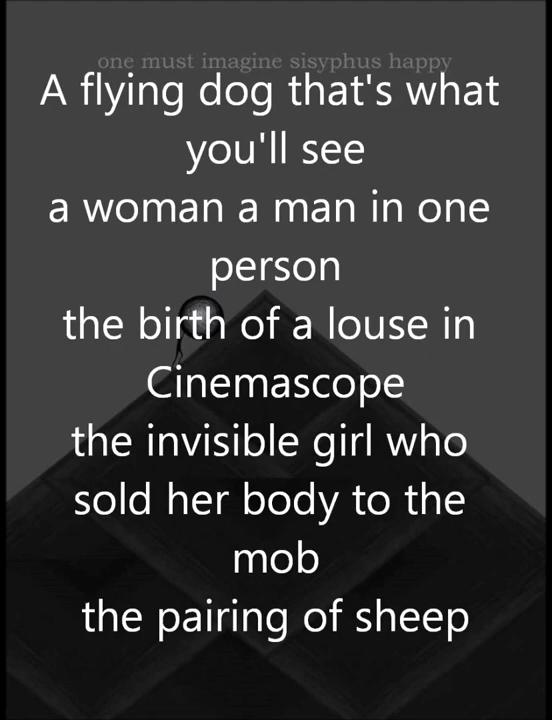 one must imagine sisyphus happy
A flying dog that's what
you'll see
a woman a man in one
person
the birth of a louse in
Cinemascope
the invisible girl who
sold her body to the
mob
the pairing of sheep